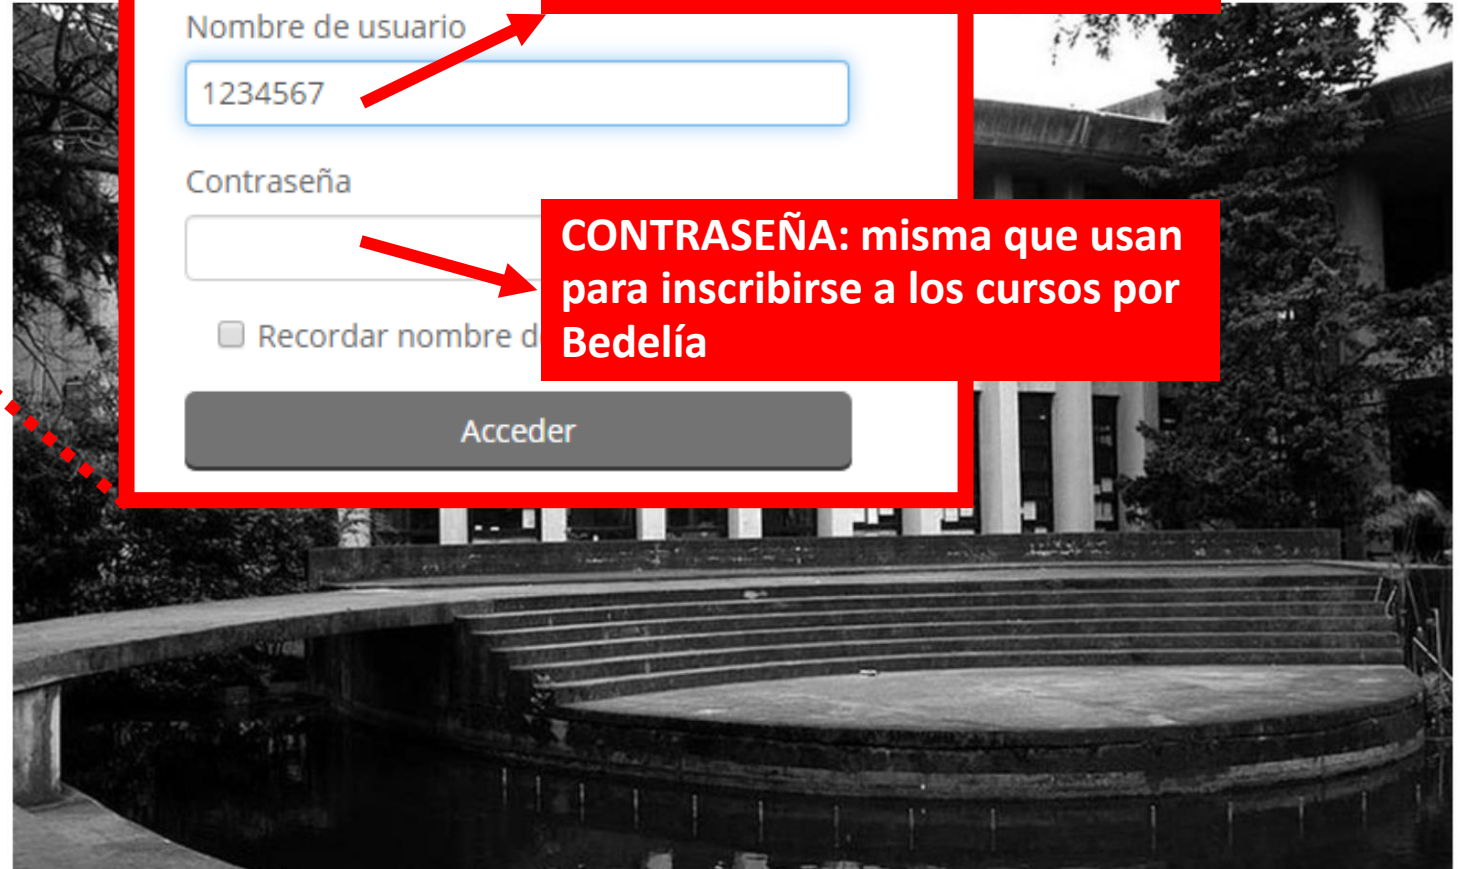 Nombre de usuario
1234567
Contraseña
CONTRASEÑA: misma que usan
para inscribirse a los cursos por
Bedelía
Recordar nombre d
Acceder